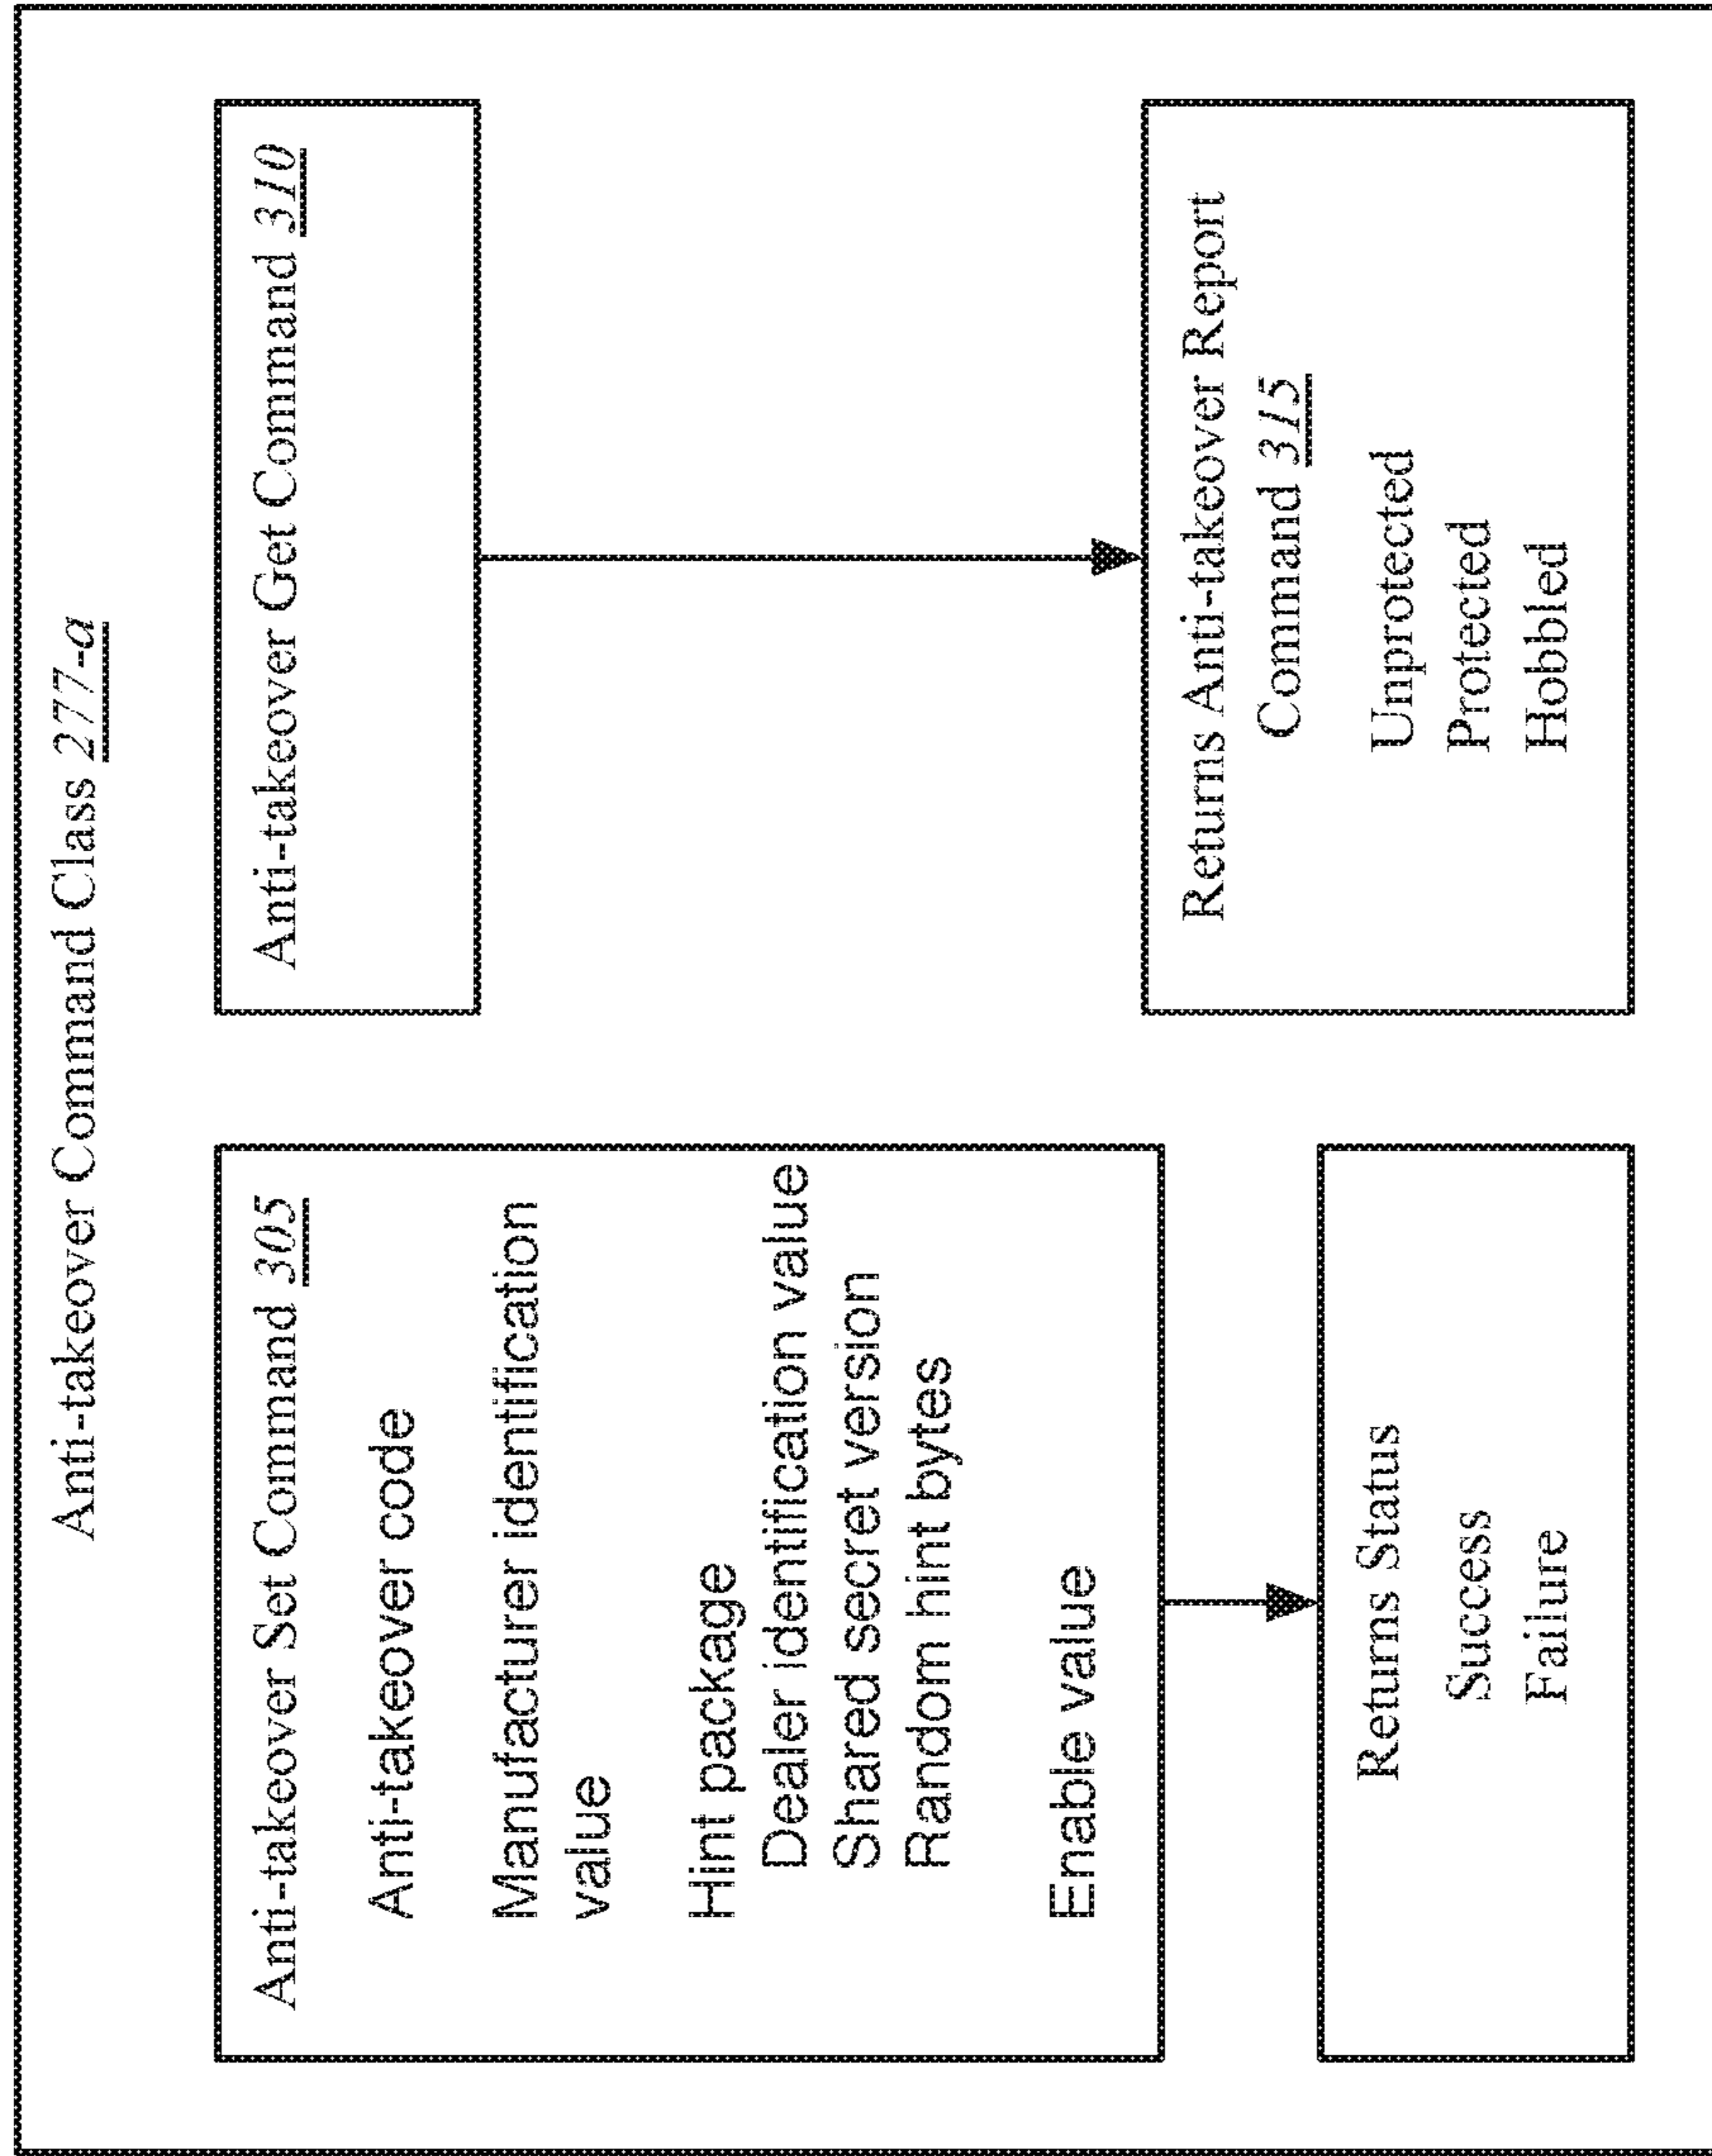 Anti-takeover Command Class 277-a
Anti-takeover Set Command 305
Anti-takeover code
Manufacturer identification
value
Hint package
Dealer identification value
Shared secret version
Random hint bytes
Enable value
Returns Status
Success
Failure
Anti-takeover Get Command 310
Returns Anti-takeover Report
Command 315
Unprotected
Protected
Hobbled